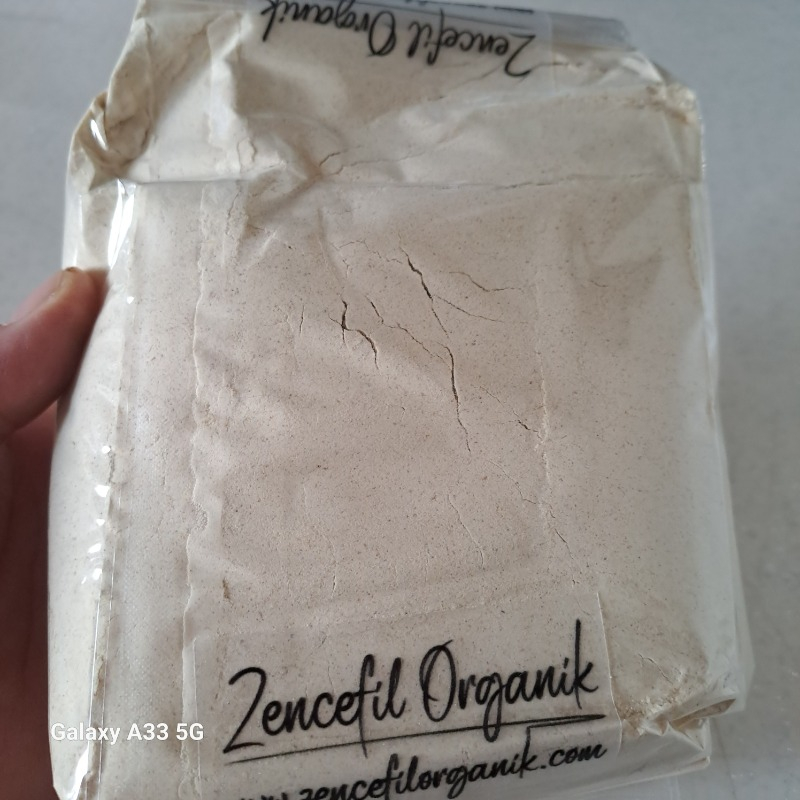 Zencefil Organik
Galaxy A33 5G
Zencefil Organik
www.zencefilorganik.com